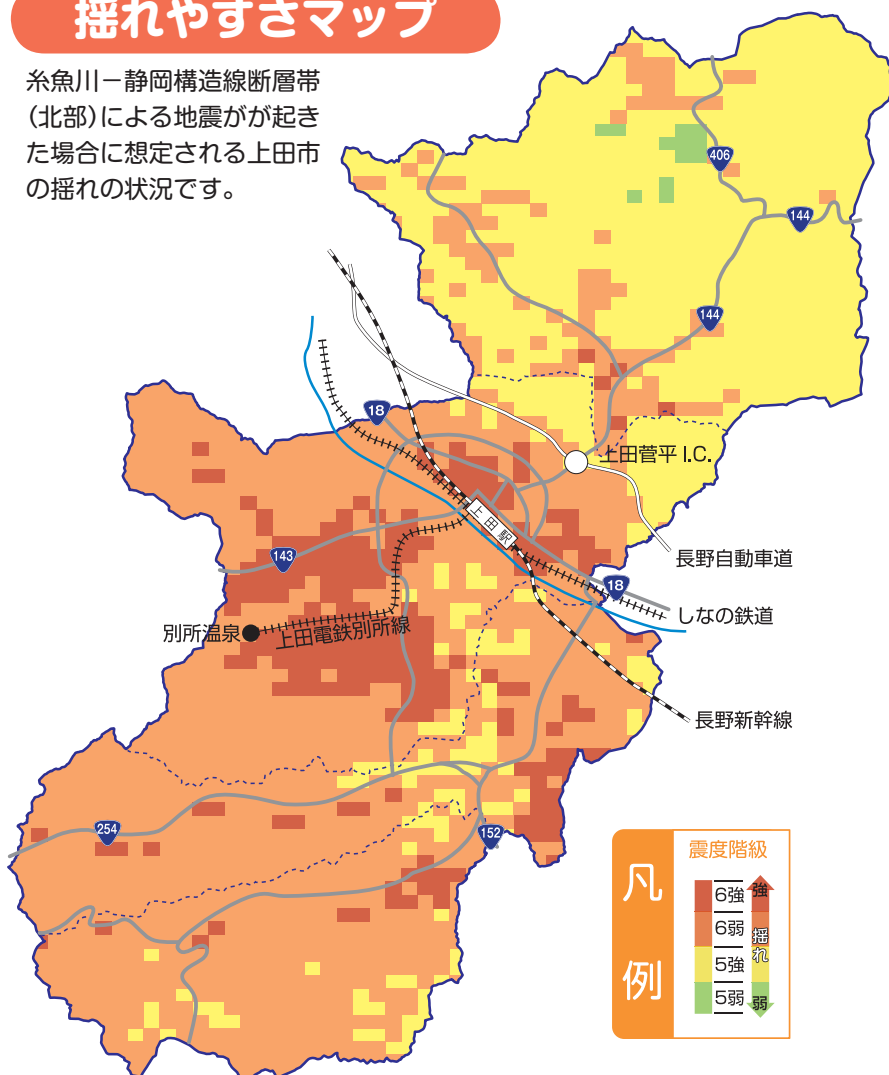 揺れやすさマップ
糸魚川－静岡構造線断層帯
(北部)による地震がが起き
た場合に想定される上田市
の揺れの状況です。
406
144
144
18
上田菅平 I.C.
上田駅
143
長野自動車道
18
しなの鉄道
別所温泉
上田電鉄別所線
長野新幹線
254
152
凡例
震度階級
6強
6弱
5強
5弱
強
揺れ
弱